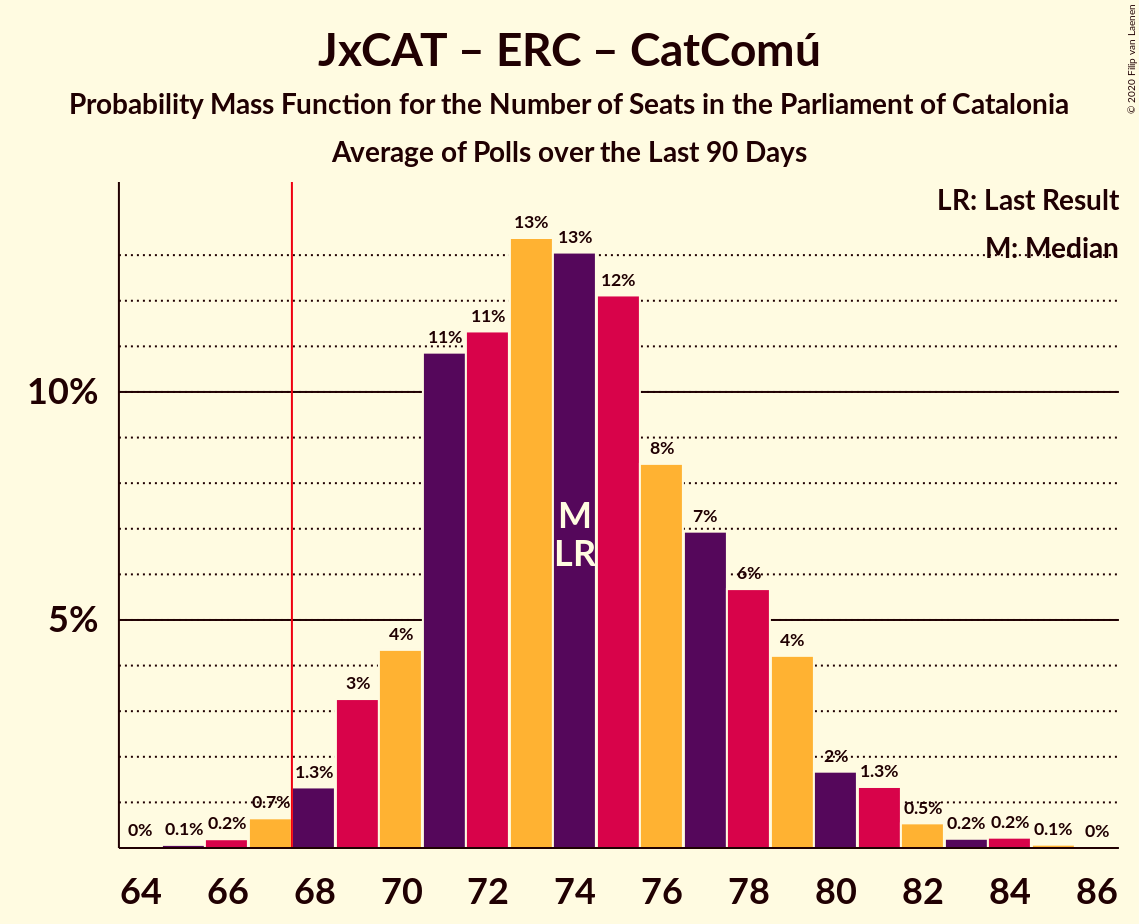 JxCAT – ERC – CatComú
Probability Mass Function for the Number of Seats in the Parliament of Catalonia
Average of Polls over the Last 90 Days
© 2020 Filip van Laenen
LR: Last Result
M: Median
10%
5%
0%
0.1%
0.2%
0.7%
1.3%
3%
4%
11%
11%
13%
13%
12%
8%
7%
6%
4%
2%
1.3%
0.5%
0.2%
0.2%
0.1%
0%
M
LR
64 66 68 70 72 74 76 78 80 82 84 86